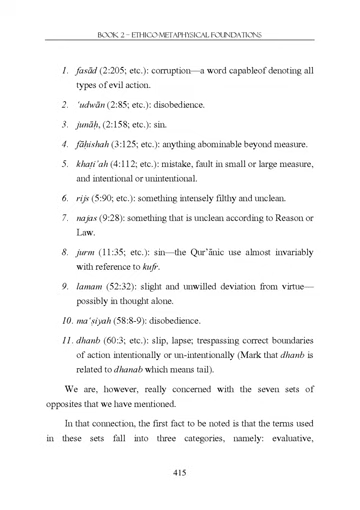 BOOK 2 – ETHICO-METAPHYSICAL FOUNDATIONS
1. fasād (2:205; etc.): corruption—a word capableof denoting all
types of evil action.
2. ‘udwān (2:85; etc.): disobedience.
3. junāḥ, (2:158; etc.): sin.
4. fāḥishah (3:125; etc.): anything abominable beyond measure.
5. khaṭi’ah (4:112; etc.): mistake, fault in small or large measure,
and intentional or unintentional.
6. rijs (5:90; etc.): something intensely filthy and unclean.
7. najas (9:28): something that is unclean according to Reason or
Law.
8. jurm (11:35; etc.): sin—the Qur’ānic use almost invariably
with reference to kufr.
9. lamam (52:32): slight and unwilled deviation from virtue—
possibly in thought alone.
10. ma‘ṣiyah (58:8-9): disobedience.
11. dhanb (60:3; etc.): slip, lapse; trespassing correct boundaries
of action intentionally or un-intentionally (Mark that dhanb is
related to dhanab which means tail).
We are, however, really concerned with the seven sets of
opposites that we have mentioned.
In that connection, the first fact to be noted is that the terms used
in these sets fall into three categories, namely: evaluative,
415